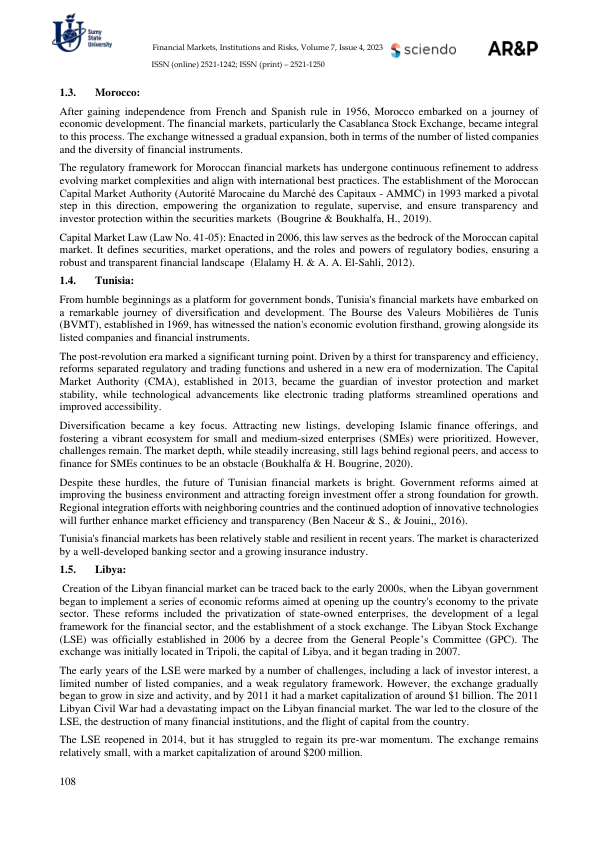 Sumy
State
University
Financial Markets, Institutions and Risks, Volume 7, Issue 4, 2023
sciendo
AR&P
ISSN (online) 2521-1242; ISSN (print) – 2521-1250
1.3. Morocco:
After gaining independence from French and Spanish rule in 1956, Morocco embarked on a journey of
economic development. The financial markets, particularly the Casablanca Stock Exchange, became integral
to this process. The exchange witnessed a gradual expansion, both in terms of the number of listed companies
and the diversity of financial instruments.
The regulatory framework for Moroccan financial markets has undergone continuous refinement to address
evolving market complexities and align with international best practices. The establishment of the Moroccan
Capital Market Authority (Autorité Marocaine du Marché des Capitaux - AMMC) in 1993 marked a pivotal
step in this direction, empowering the organization to regulate, supervise, and ensure transparency and
investor protection within the securities markets (Bougrine & Boukhalfa, H., 2019).
Capital Market Law (Law No. 41-05): Enacted in 2006, this law serves as the bedrock of the Moroccan capital
market. It defines securities, market operations, and the roles and powers of regulatory bodies, ensuring a
robust and transparent financial landscape (Elalamy H. & A. A. El-Sahli, 2012).
1.4. Tunisia:
From humble beginnings as a platform for government bonds, Tunisia's financial markets have embarked on
a remarkable journey of diversification and development. The Bourse des Valeurs Mobilières de Tunis
(BVMT), established in 1969, has witnessed the nation's economic evolution firsthand, growing alongside its
listed companies and financial instruments.
The post-revolution era marked a significant turning point. Driven by a thirst for transparency and efficiency,
reforms separated regulatory and trading functions and ushered in a new era of modernization. The Capital
Market Authority (CMA), established in 2013, became the guardian of investor protection and market
stability, while technological advancements like electronic trading platforms streamlined operations and
improved accessibility.
Diversification became a key focus. Attracting new listings, developing Islamic finance offerings, and
fostering a vibrant ecosystem for small and medium-sized enterprises (SMEs) were prioritized. However,
challenges remain. The market depth, while steadily increasing, still lags behind regional peers, and access to
finance for SMEs continues to be an obstacle (Boukhalfa & H. Bougrine, 2020).
Despite these hurdles, the future of Tunisian financial markets is bright. Government reforms aimed at
improving the business environment and attracting foreign investment offer a strong foundation for growth.
Regional integration efforts with neighboring countries and the continued adoption of innovative technologies
will further enhance market efficiency and transparency (Ben Naceur & S., & Jouini,, 2016).
Tunisia's financial markets has been relatively stable and resilient in recent years. The market is characterized
by a well-developed banking sector and a growing insurance industry.
1.5. Libya:
Creation of the Libyan financial market can be traced back to the early 2000s, when the Libyan government
began to implement a series of economic reforms aimed at opening up the country's economy to the private
sector. These reforms included the privatization of state-owned enterprises, the development of a legal
framework for the financial sector, and the establishment of a stock exchange. The Libyan Stock Exchange
(LSE) was officially established in 2006 by a decree from the General People’s Committee (GPC). The
exchange was initially located in Tripoli, the capital of Libya, and it began trading in 2007.
The early years of the LSE were marked by a number of challenges, including a lack of investor interest, a
limited number of listed companies, and a weak regulatory framework. However, the exchange gradually
began to grow in size and activity, and by 2011 it had a market capitalization of around $1 billion. The 2011
Libyan Civil War had a devastating impact on the Libyan financial market. The war led to the closure of the
LSE, the destruction of many financial institutions, and the flight of capital from the country.
The LSE reopened in 2014, but it has struggled to regain its pre-war momentum. The exchange remains
relatively small, with a market capitalization of around $200 million.
108